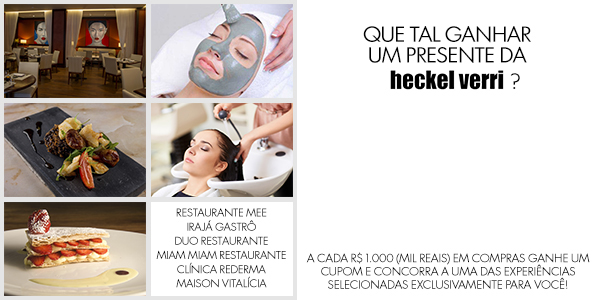 RESTAURANTE MEE
IRAJÁ GASTRÔ
DUO RESTAURANTE
MIAM MIAM RESTAURANTE
CLÍNICA REDERMA
MAISON VITALÍCIA
QUE TAL GANHAR
UM PRESENTE DA
heckel verri ?
A CADA R$ 1.000 (MIL REAIS) EM COMPRAS GANHE UM
CUPOM E CONCORRA A UMA DAS EXPERIÊNCIAS
SELECIONADAS EXCLUSIVAMENTE PARA VOCÊ!